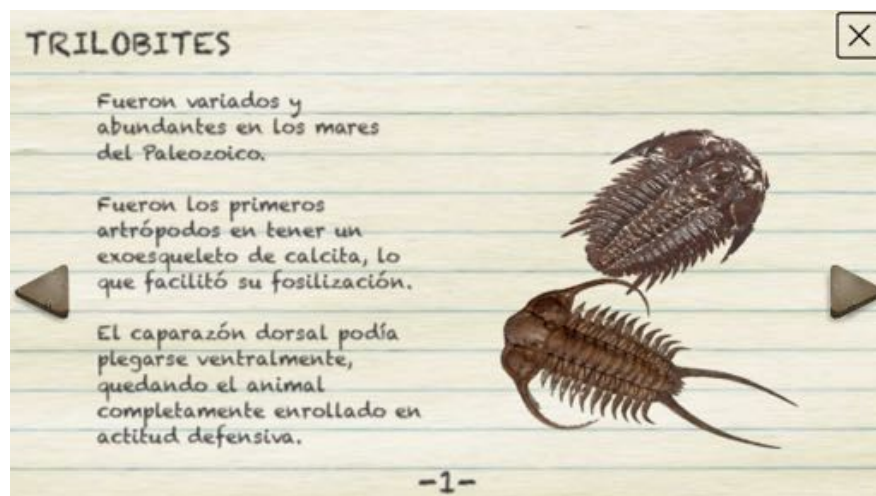 TRILOBITES
Fueron variados y
abundantes en los mares
del Paleozoico.
Fueron los primeros
artrópodos en tener un
exoesqueleto de calcita, lo
que facilitó su fosilización.
El caparazón dorsal podía
plegarse ventralmente,
quedando el animal
completamente enrollado en
actitud defensiva.
-1-